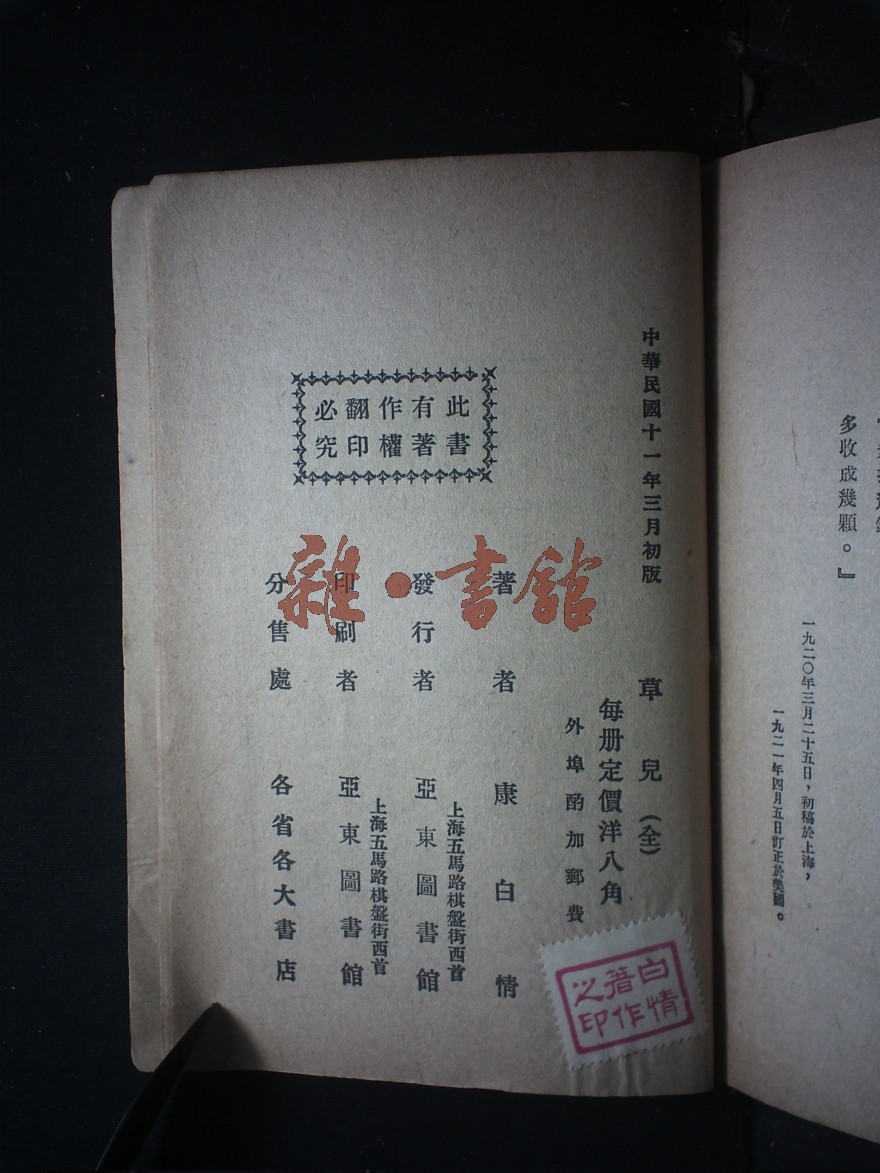 多收成幾顆。』
一九二〇年三月二十五日，初稿於上海，
一九二一年四月五日訂正於美國。
中華民國十一年三月初版
草兒（全）
每册定價洋八角
外埠酌加郵費
著者 康白情
發行者 上海五馬路棋盤街西首 亞東圖書館
印刷者 上海五馬路棋盤街西首 亞東圖書館
分售處 各省各大書店
此書
有著
作權
翻印
必究
白情
著作
之印
雜·書館